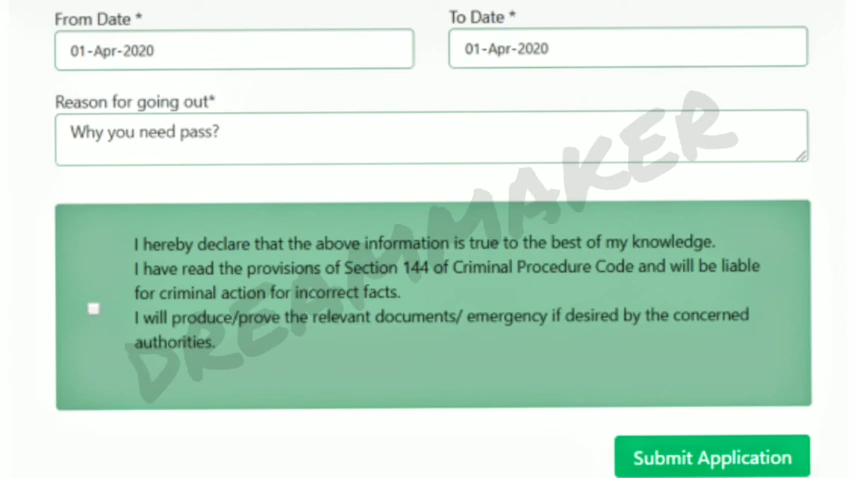 From Date *
To Date *
01-Apr-2020
01-Apr-2020
Reason for going out*
Why you need pass?
I hereby declare that the above information is true to the best of my knowledge.
I have read the provisions of Section 144 of Criminal Procedure Code and will be liable
for criminal action for incorrect facts.
I will produce/prove the relevant documents/ emergency if desired by the concerned
authorities.
DREAMMAKER
Submit Application